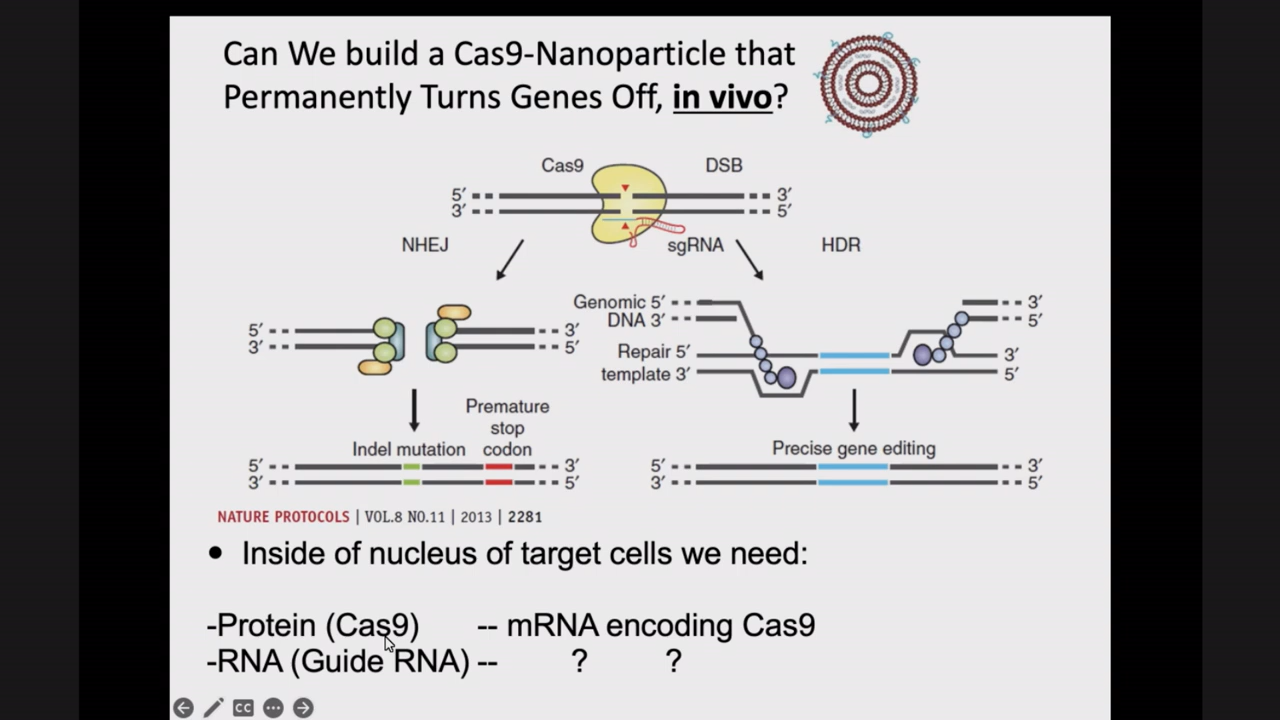 Can We build a Cas9-Nanoparticle that
Permanently Turns Genes Off, in vivo?
Cas9 DSB
5′ 3′
3′ 5′
NHEJ sgRNA HDR
Genomic 5′ 3′
DNA 3′ 5′
5′ 3′
3′ 5′
Repair 5′ 3′
template 3′ 5′
Premature
stop
Indel mutation codon
Precise gene editing
5′ 3′ 5′ 3′
3′ 5′ 3′ 5′
NATURE PROTOCOLS | VOL.8 NO.11 | 2013 | 2281
• Inside of nucleus of target cells we need:
-Protein (Cas9) -- mRNA encoding Cas9
-RNA (Guide RNA) -- ? ?
CC